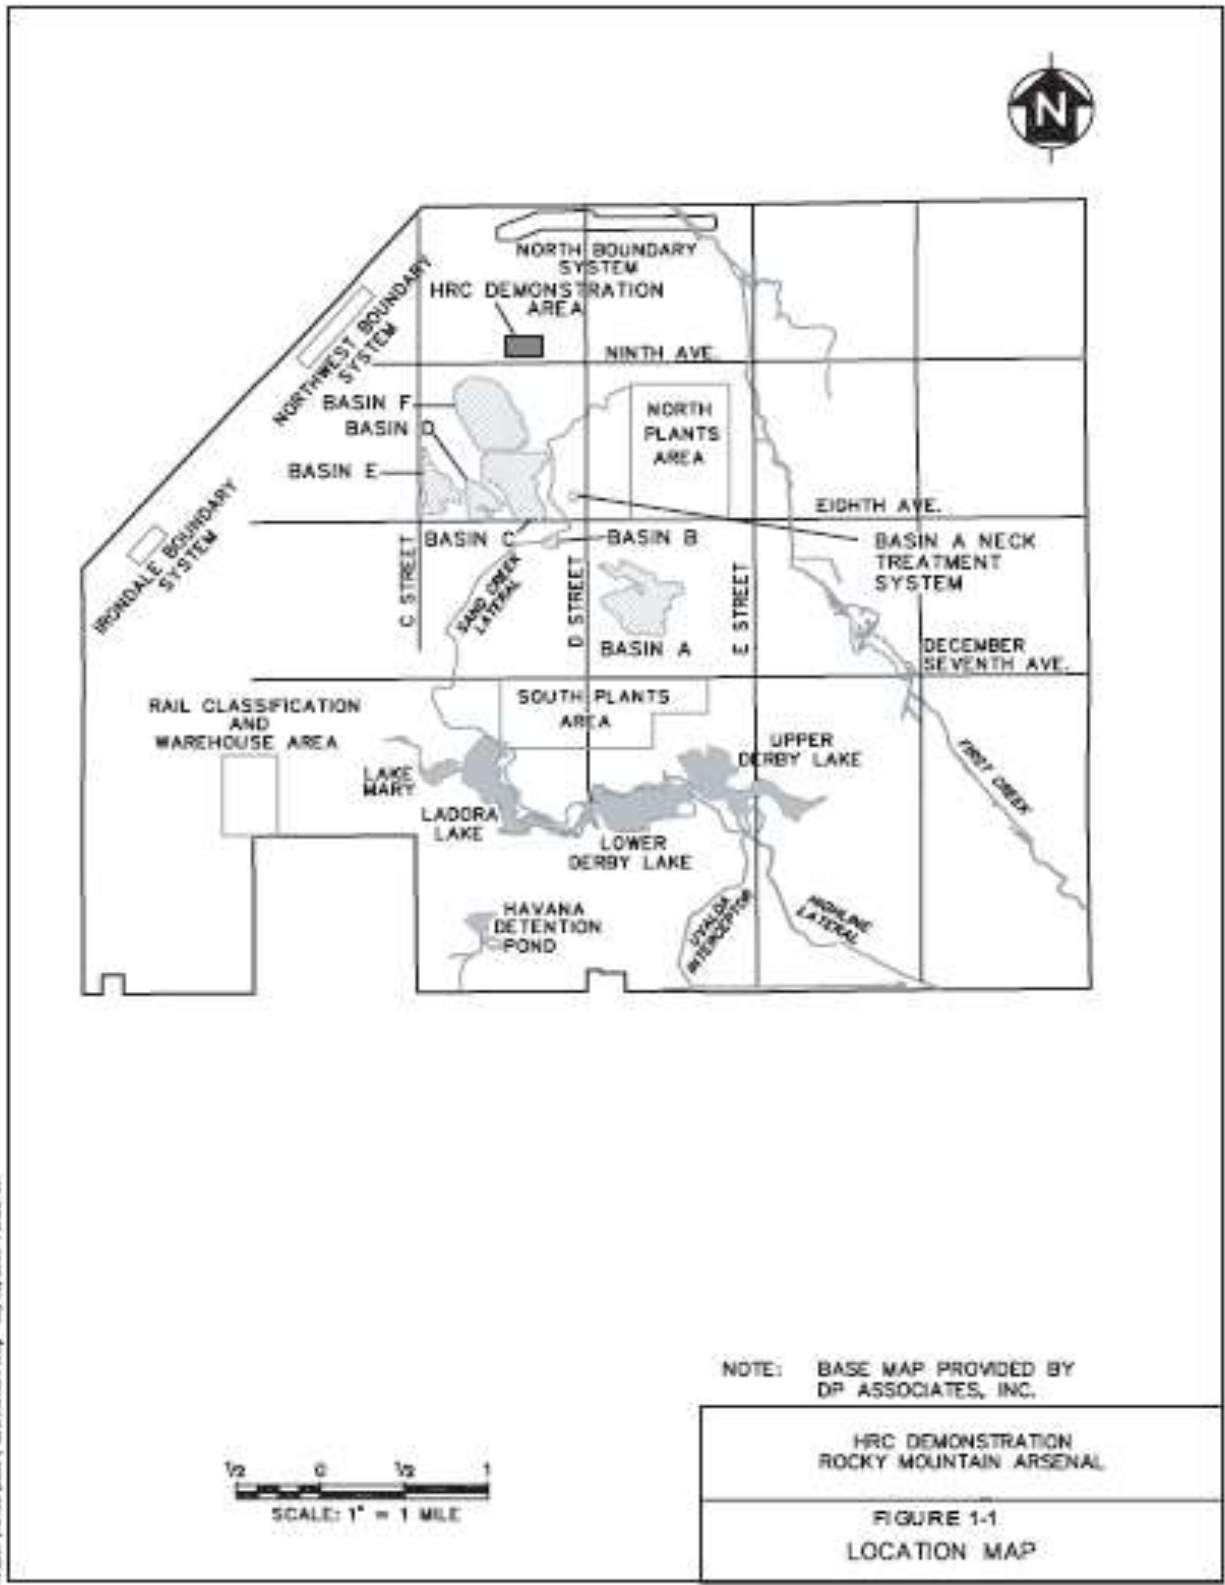 N
NORTH BOUNDARY
SYSTEM
HRC DEMONSTRATION
AREA
NORTHWEST BOUNDARY
SYSTEM
NINTH AVE.
BASIN F
BASIN D
BASIN E
NORTH
PLANTS
AREA
EIGHTH AVE.
IRONDALE BOUNDARY
SYSTEM
BASIN C
BASIN B
BASIN A NECK
TREATMENT
SYSTEM
C STREET
SAND CREEK
LATERAL
D STREET
E STREET
BASIN A
DECEMBER
SEVENTH AVE.
RAIL CLASSIFICATION
AND
WAREHOUSE AREA
SOUTH PLANTS
AREA
UPPER
DERBY LAKE
FIRST CREEK
LAKE
MARY
LADORA
LAKE
LOWER
DERBY LAKE
HAVANA
DETENTION
POND
UVALDA
INTERCEPTOR
HIGHLINE
LATERAL
NOTE: BASE MAP PROVIDED BY
DP ASSOCIATES, INC.
HRC DEMONSTRATION
ROCKY MOUNTAIN ARSENAL
1/2 0 1/2 1
SCALE: 1" = 1 MILE
FIGURE 1-1
LOCATION MAP